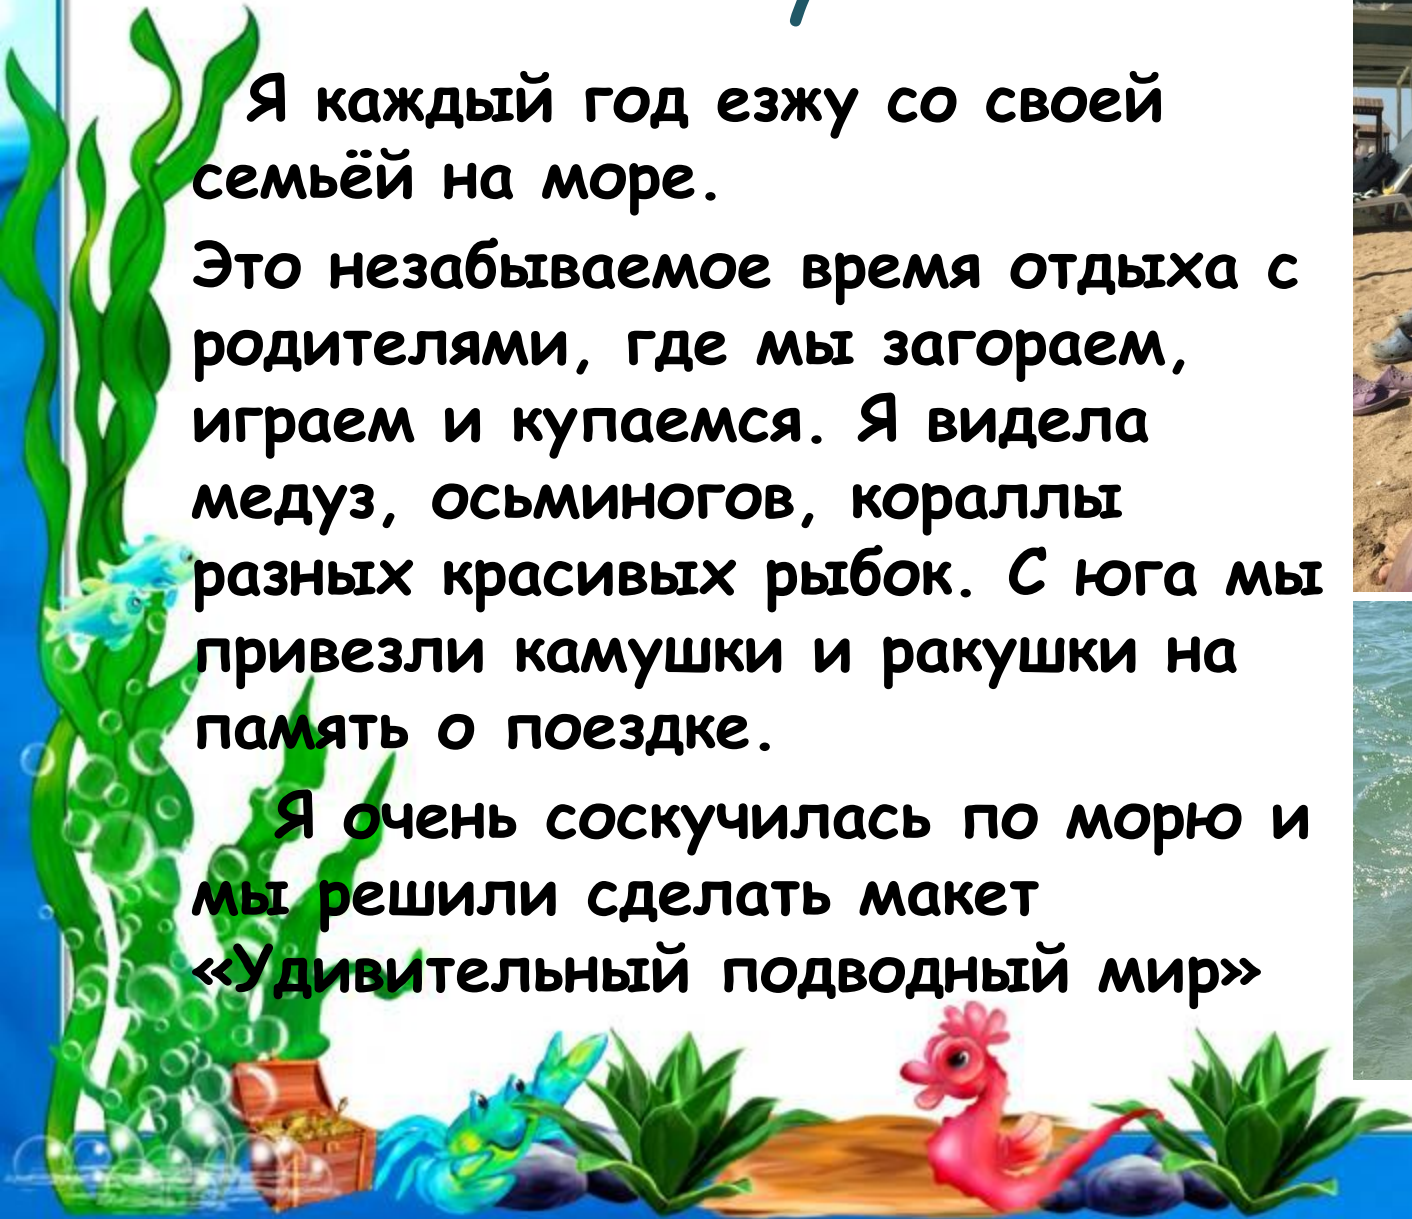 Я каждый год езжу со своей
семьёй на море.
Это незабываемое время отдыха с
родителями, где мы загораем,
играем и купаемся. Я видела
медуз, осьминогов, кораллы
разных красивых рыбок. С юга мы
привезли камушки и ракушки на
память о поездке.
Я очень соскучилась по морю и
мы решили сделать макет
«Удивительный подводный мир»